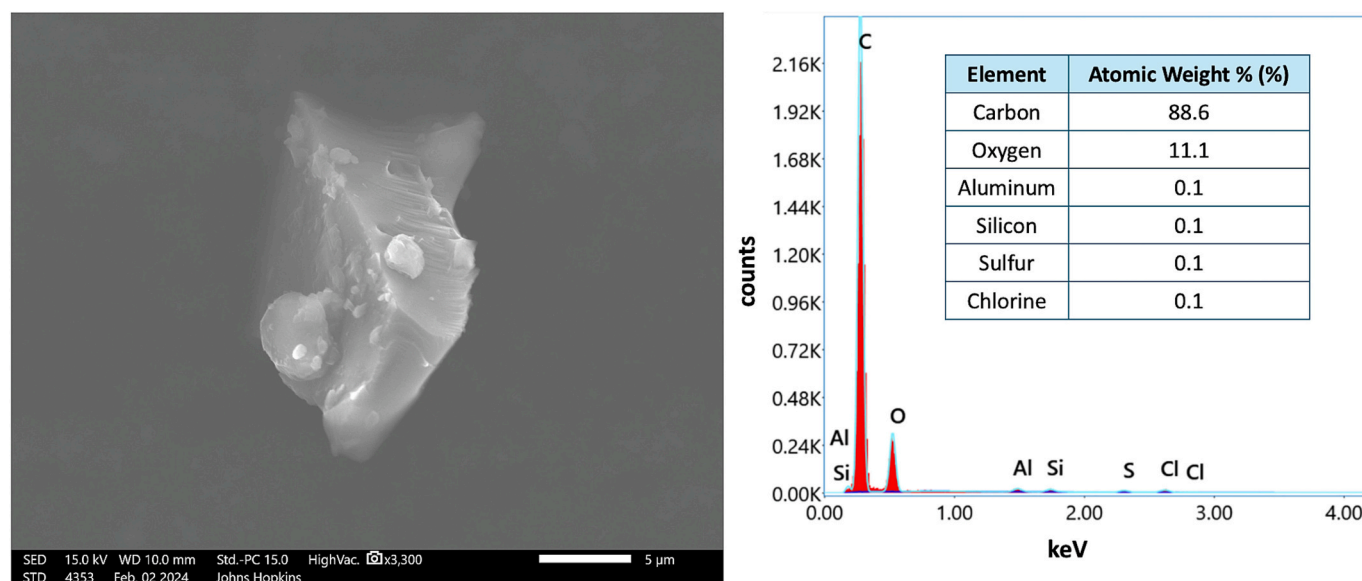 SED 15.0 kV WD 10.0 mm Std.-PC 15.0 HighVac. x3,300 5 µm
STD 4353 Feb. 02 2024 Johns Hopkins
counts
2.16K
1.92K
1.68K
1.44K
1.20K
0.96K
0.72K
0.48K
0.24K
0.00K
C
O
Al
Si
Al Si S Cl Cl
0.00 1.00 2.00 3.00 4.00
keV
Element Atomic Weight % (%)
Carbon 88.6
Oxygen 11.1
Aluminum 0.1
Silicon 0.1
Sulfur 0.1
Chlorine 0.1